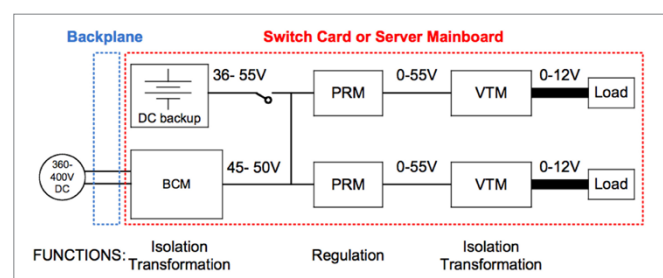 Backplane
Switch Card or Server Mainboard
36- 55V
0-55V
0-12V
PRM
VTM
Load
DC backup
360-
400V
DC
45- 50V
0-55V
0-12V
BCM
PRM
VTM
Load
FUNCTIONS:
Isolation
Transformation
Regulation
Isolation
Transformation